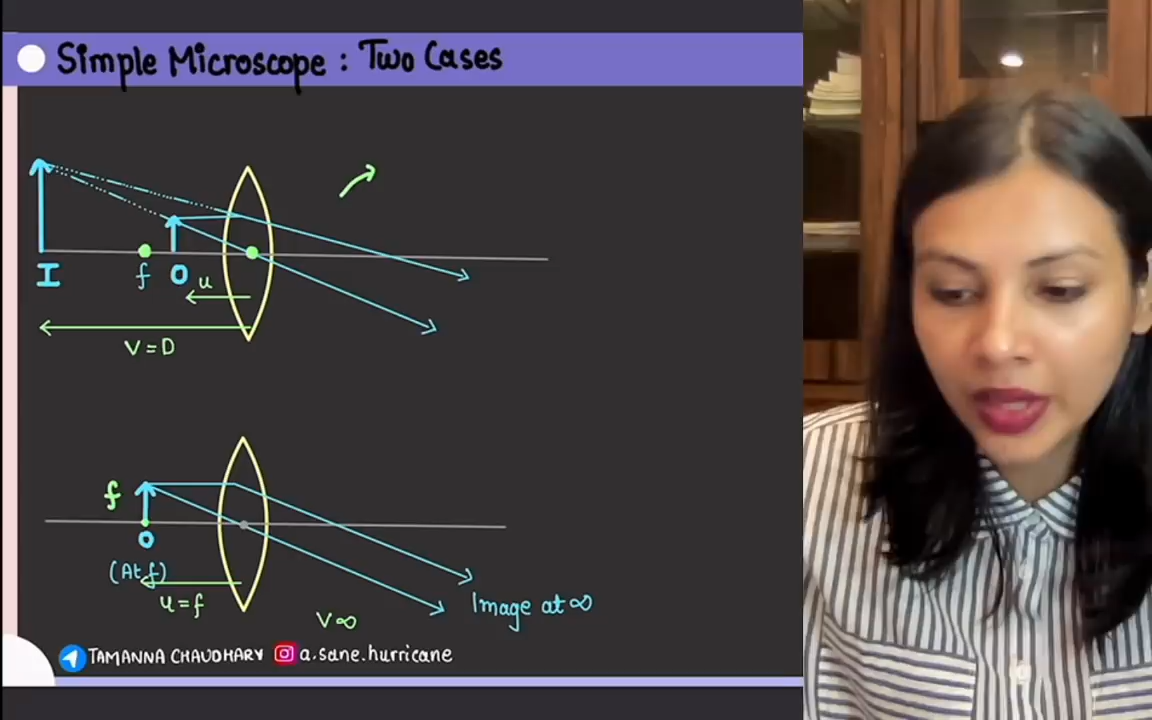 Simple Microscope : Two Cases
I f O u
V = D
f
O
(At f)
u = f
V ∞
Image at ∞
TAMANNA CHAUDHARY a.sane.hurricane